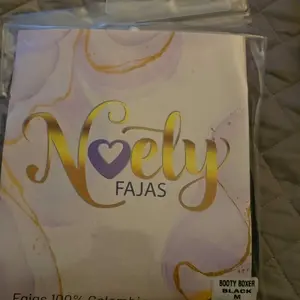 Noely
FAJAS
BOOTY BOXER
BLACK
M
Fajas 100%